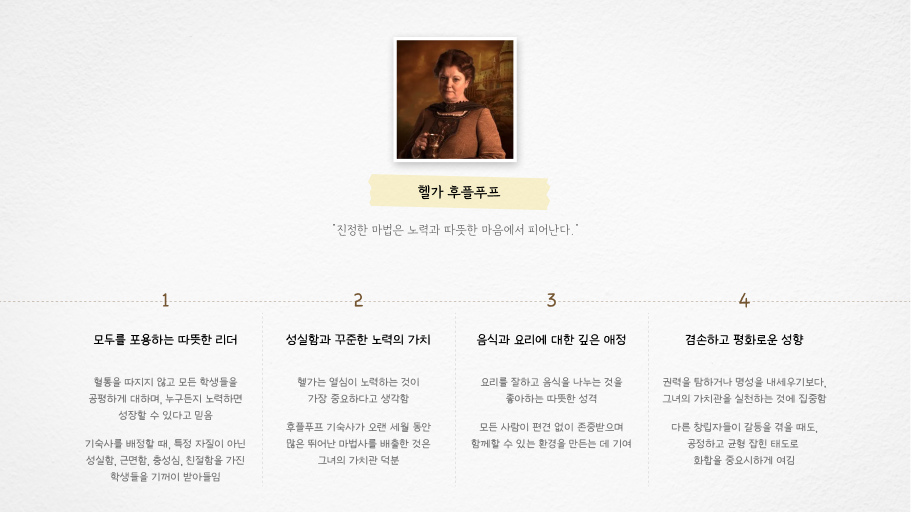 헬가 후플푸프
"진정한 마법은 노력과 따뜻한 마음에서 피어난다."
1
2
3
4
모두를 포용하는 따뜻한 리더
성실함과 꾸준한 노력의 가치
음식과 요리에 대한 깊은 애정
겸손하고 평화로운 성향
혈통을 따지지 않고 모든 학생들을
공평하게 대하며, 누구든지 노력하면
성장할 수 있다고 믿음
기숙사를 배정할 때, 특정 자질이 아닌
성실함, 근면함, 충성심, 친절함을 가진
학생들을 기꺼이 받아들임
헬가는 열심이 노력하는 것이
가장 중요하다고 생각함
후플푸프 기숙사가 오랜 세월 동안
많은 뛰어난 마법사를 배출한 것은
그녀의 가치관 덕분
요리를 잘하고 음식을 나누는 것을
좋아하는 따뜻한 성격
모든 사람이 편견 없이 존중받으며
함께할 수 있는 환경을 만든는 데 기여
권력을 탐하거나 명성을 내세우기보다,
그녀의 가치관을 실천하는 것에 집중함
다른 창립자들이 갈등을 겪을 때도,
공정하고 균형 잡힌 태도로
화합을 중요시하게 여김